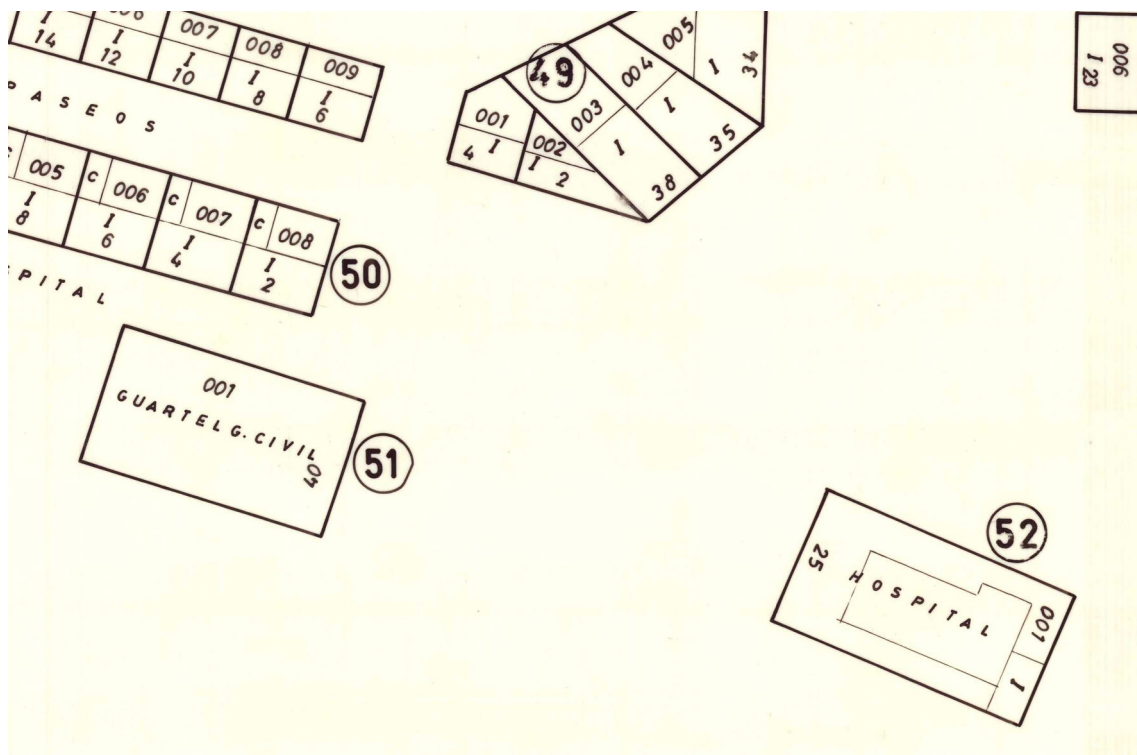 007
008
009
I
14
I
12
I
10
I
8
I
6
PASEOS
49
001
4 I
002
I 2
003
I
38
004
I
35
005
I
34
006
I 23
005
I
8
C 006
I
6
C 007
I
4
C 008
I
2
50
PITAL
001
GUARTEL G. CIVIL
40
51
52
25
HOSPITAL
001
I